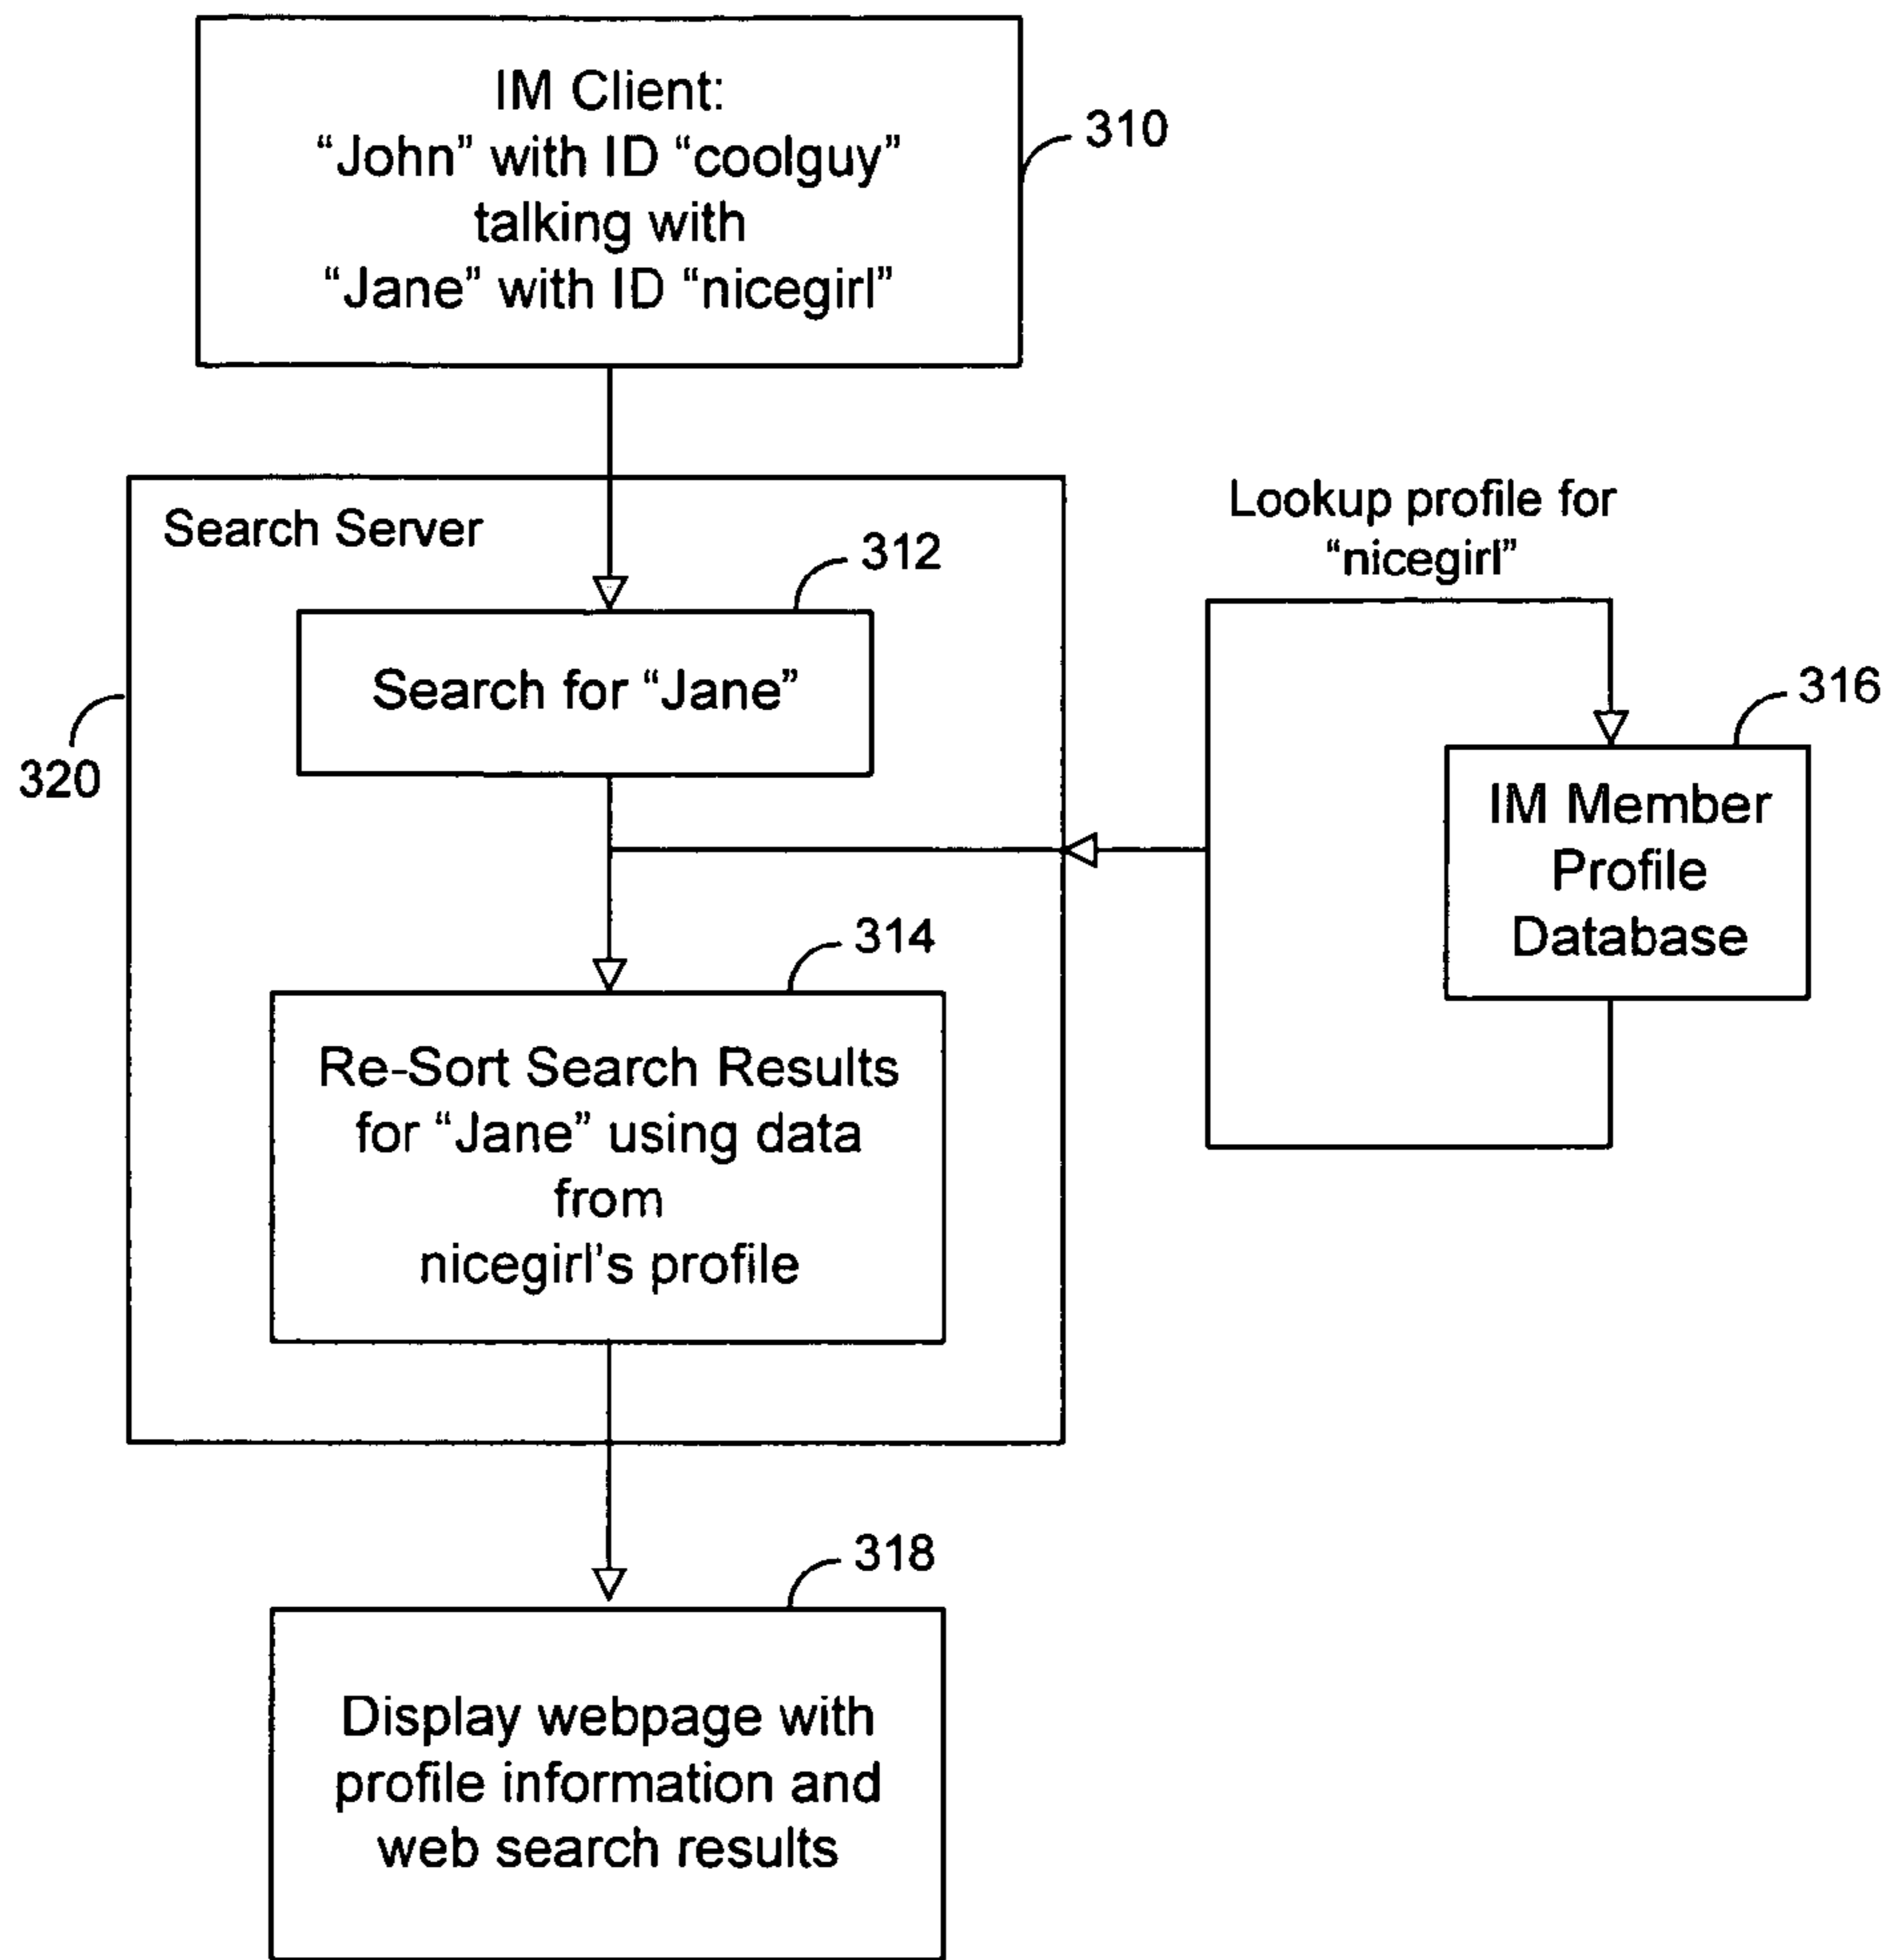 IM Client:
“John” with ID “coolguy”
talking with
“Jane” with ID “nicegirl”
310
Search Server
312
Search for “Jane”
320
Lookup profile for
“nicegirl”
316
IM Member
Profile
Database
314
Re-Sort Search Results
for “Jane” using data
from
nicegirl’s profile
318
Display webpage with
profile information and
web search results